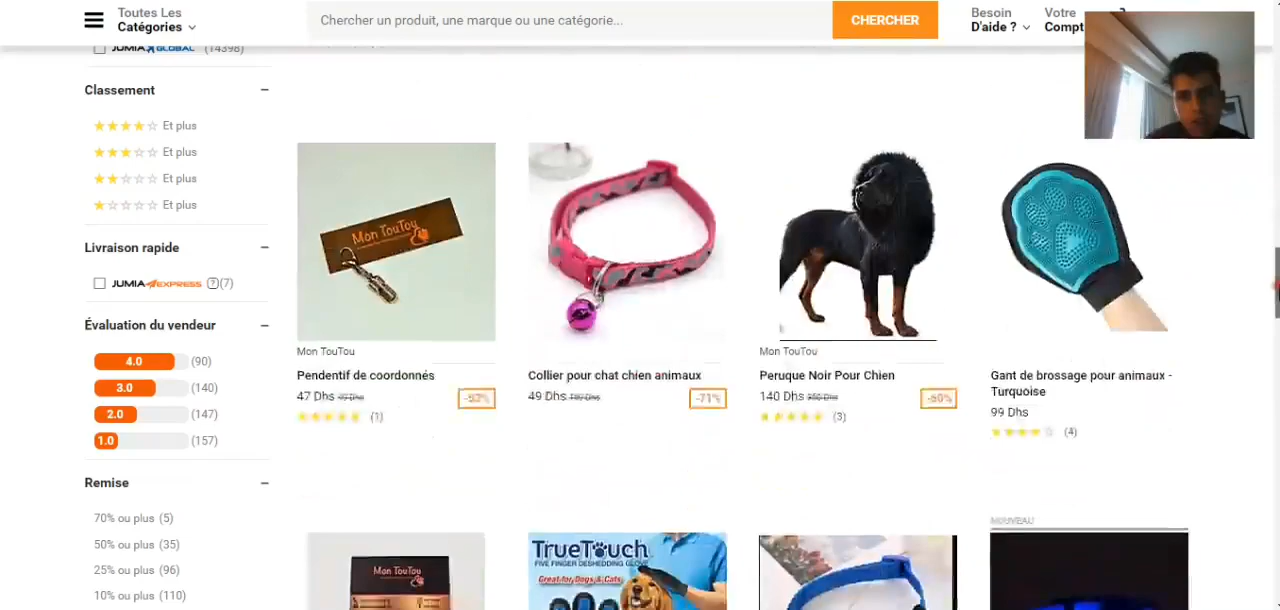 Toutes Les
Catégories
Chercher un produit, une marque ou une catégorie...
CHERCHER
Besoin
D'aide ?
Votre
Compt
JUMIA GLOBAL (14398)
Classement
Et plus
Et plus
Et plus
Et plus
Livraison rapide
JUMIA EXPRESS ? (7)
Évaluation du vendeur
4.0 (90)
3.0 (140)
2.0 (147)
1.0 (157)
Remise
70% ou plus (5)
50% ou plus (35)
25% ou plus (96)
10% ou plus (110)
Mon TouTou
Mon TouTou
Pendentif de coordonnés
47 Dhs
(1)
Collier pour chat chien animaux
49 Dhs
-71%
Mon TouTou
Peruque Noir Pour Chien
140 Dhs
-60%
(3)
Gant de brossage pour animaux -
Turquoise
99 Dhs
(4)
Mon TouTou
TrueTouch
FIVE FINGER DESHEDDING GLOVE
Great for Dogs & Cats
NOUVEAU